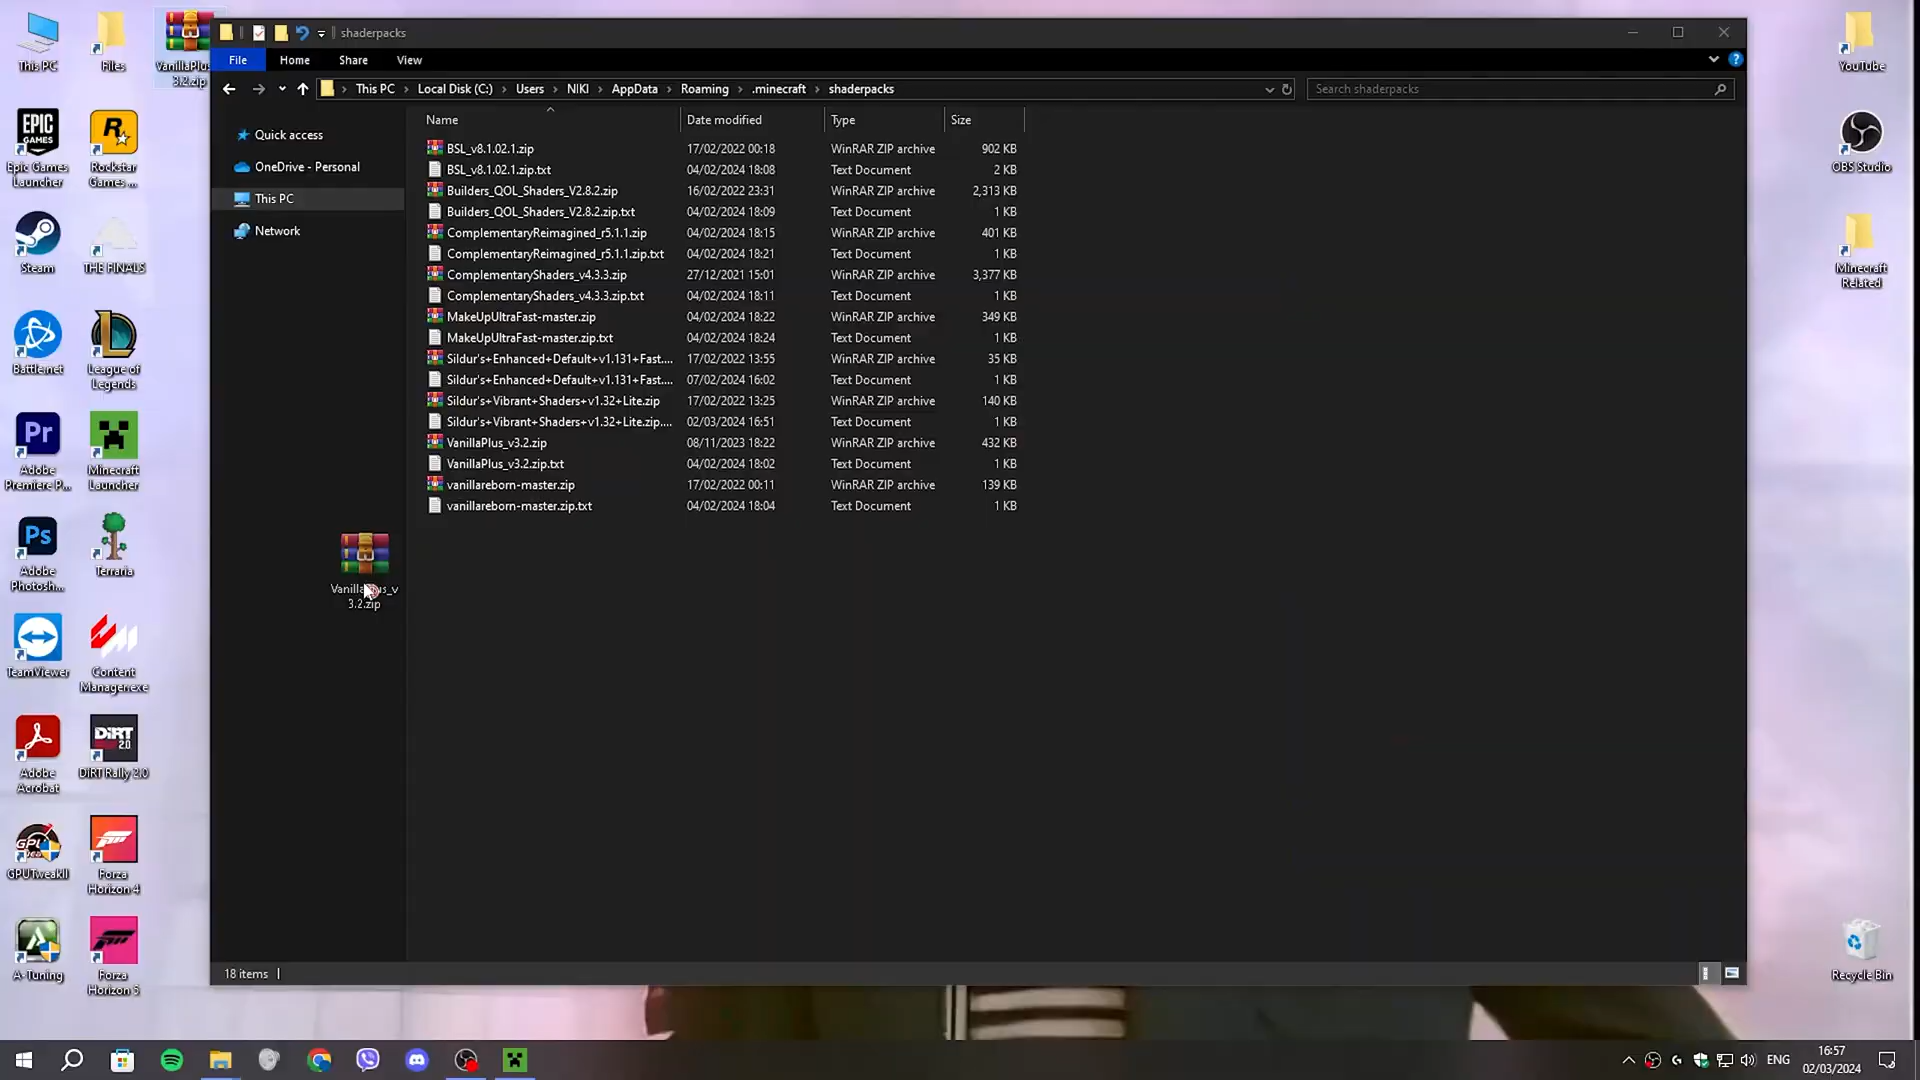 This PC
Files
VanillaPlus_
3.2.zip
Epic Games
Launcher
Rockstar
Games ...
Steam
THE FINALS
Battle.net
League of
Legends
Adobe
Premiere P...
Minecraft
Launcher
Adobe
Photosh...
Terraria
TeamViewer
Content
Manager.exe
Adobe
Acrobat
DiRT Rally 2.0
GPUTweakII
Forza
Horizon 4
A-Tuning
Forza
Horizon 5
shaderpacks
File Home Share View
This PC › Local Disk (C:) › Users › NIKI › AppData › Roaming › .minecraft › shaderpacks
Search shaderpacks
Quick access
OneDrive - Personal
This PC
Network
Name Date modified Type Size
BSL_v8.1.02.1.zip 17/02/2022 00:18 WinRAR ZIP archive 902 KB
BSL_v8.1.02.1.zip.txt 04/02/2024 18:08 Text Document 2 KB
Builders_QOL_Shaders_V2.8.2.zip 16/02/2022 23:31 WinRAR ZIP archive 2,313 KB
Builders_QOL_Shaders_V2.8.2.zip.txt 04/02/2024 18:09 Text Document 1 KB
ComplementaryReimagined_r5.1.1.zip 04/02/2024 18:15 WinRAR ZIP archive 401 KB
ComplementaryReimagined_r5.1.1.zip.txt 04/02/2024 18:21 Text Document 1 KB
ComplementaryShaders_v4.3.3.zip 27/12/2021 15:01 WinRAR ZIP archive 3,377 KB
ComplementaryShaders_v4.3.3.zip.txt 04/02/2024 18:11 Text Document 1 KB
MakeUpUltraFast-master.zip 04/02/2024 18:22 WinRAR ZIP archive 349 KB
MakeUpUltraFast-master.zip.txt 04/02/2024 18:24 Text Document 1 KB
Sildur's+Enhanced+Default+v1.131+Fast.... 17/02/2022 13:55 WinRAR ZIP archive 35 KB
Sildur's+Enhanced+Default+v1.131+Fast.... 07/02/2024 16:02 Text Document 1 KB
Sildur's+Vibrant+Shaders+v1.32+Lite.zip 17/02/2022 13:25 WinRAR ZIP archive 140 KB
Sildur's+Vibrant+Shaders+v1.32+Lite.zip.... 02/03/2024 16:51 Text Document 1 KB
VanillaPlus_v3.2.zip 08/11/2023 18:22 WinRAR ZIP archive 432 KB
VanillaPlus_v3.2.zip.txt 04/02/2024 18:02 Text Document 1 KB
vanillareborn-master.zip 17/02/2022 00:11 WinRAR ZIP archive 139 KB
vanillareborn-master.zip.txt 04/02/2024 18:04 Text Document 1 KB
3.2.zip
18 items
YouTube
OBS Studio
Minecraft
Related
Recycle Bin
ENG
16:57
02/03/2024